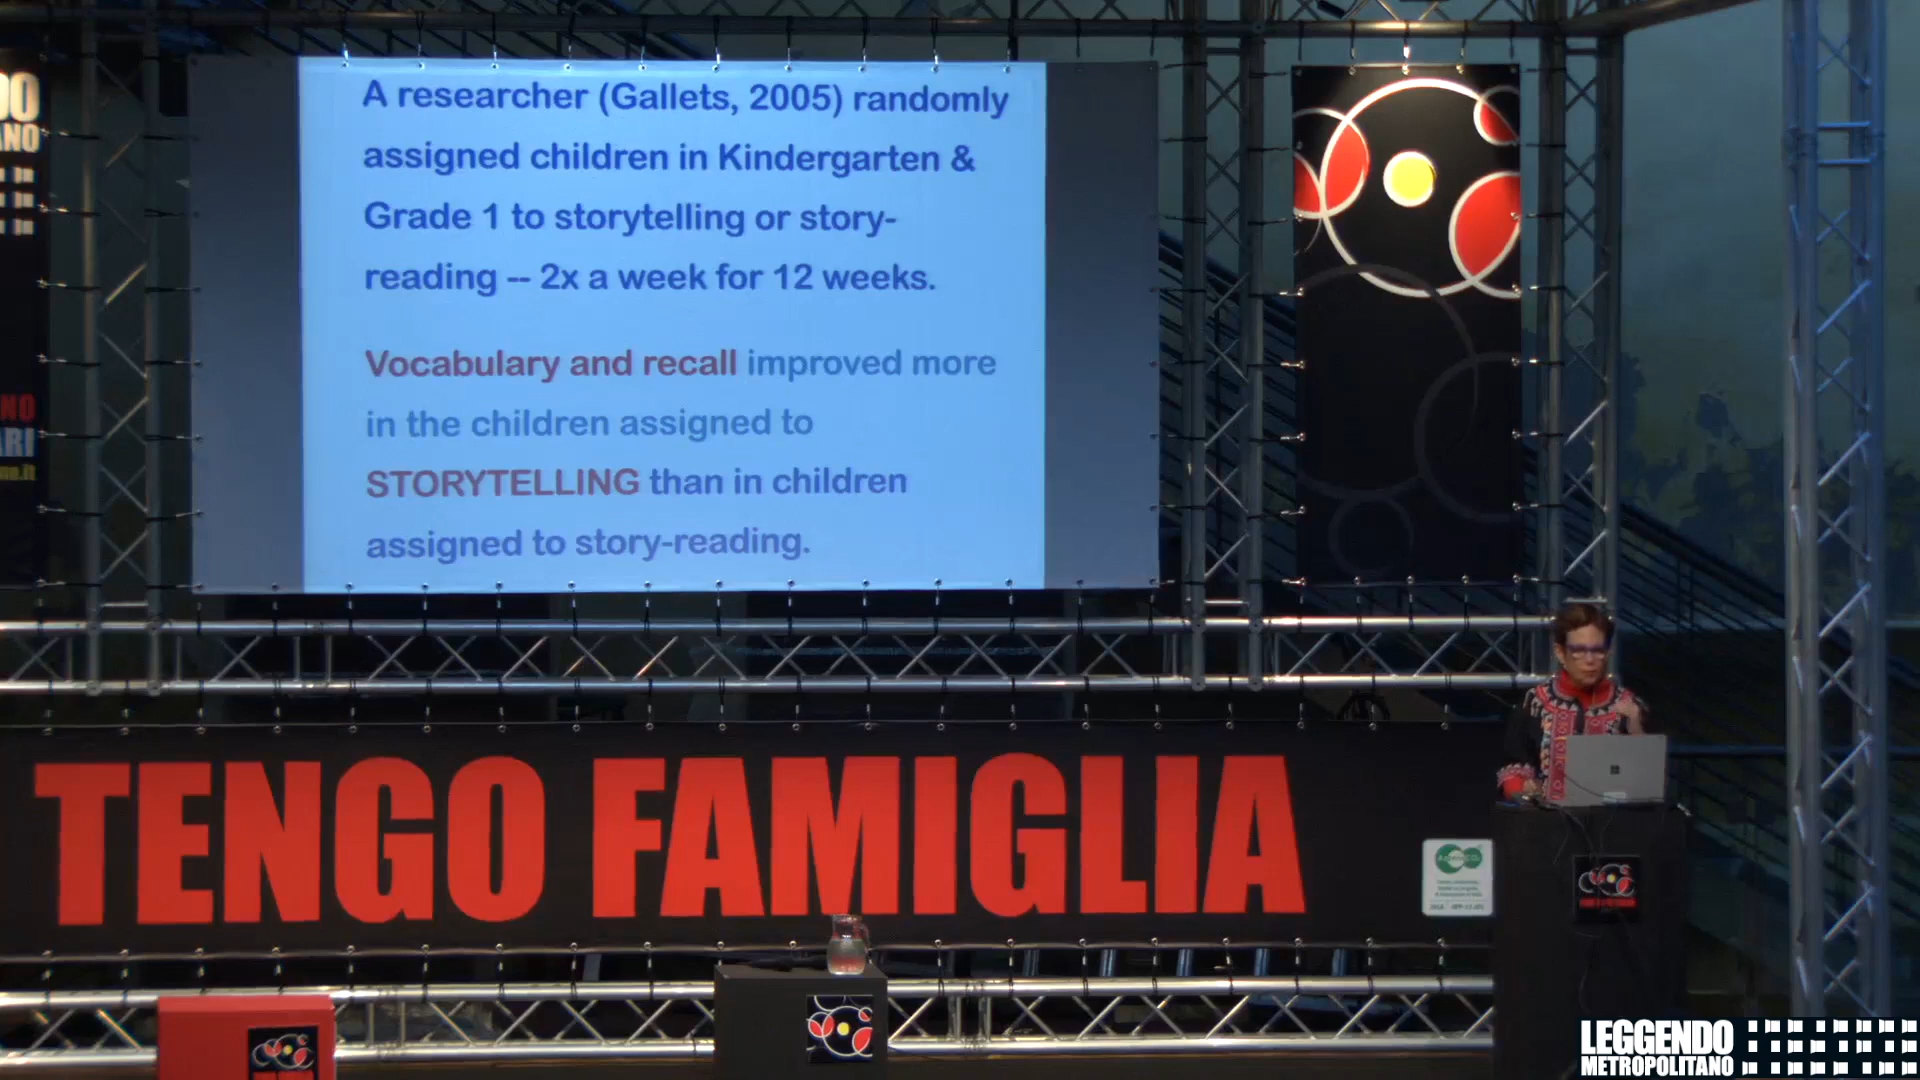 A researcher (Gallets, 2005) randomly
assigned children in Kindergarten &
Grade 1 to storytelling or story-
reading -- 2x a week for 12 weeks.
Vocabulary and recall improved more
in the children assigned to
STORYTELLING than in children
assigned to story-reading.
TENGO FAMIGLIA
LEGGENDO
METROPOLITANO